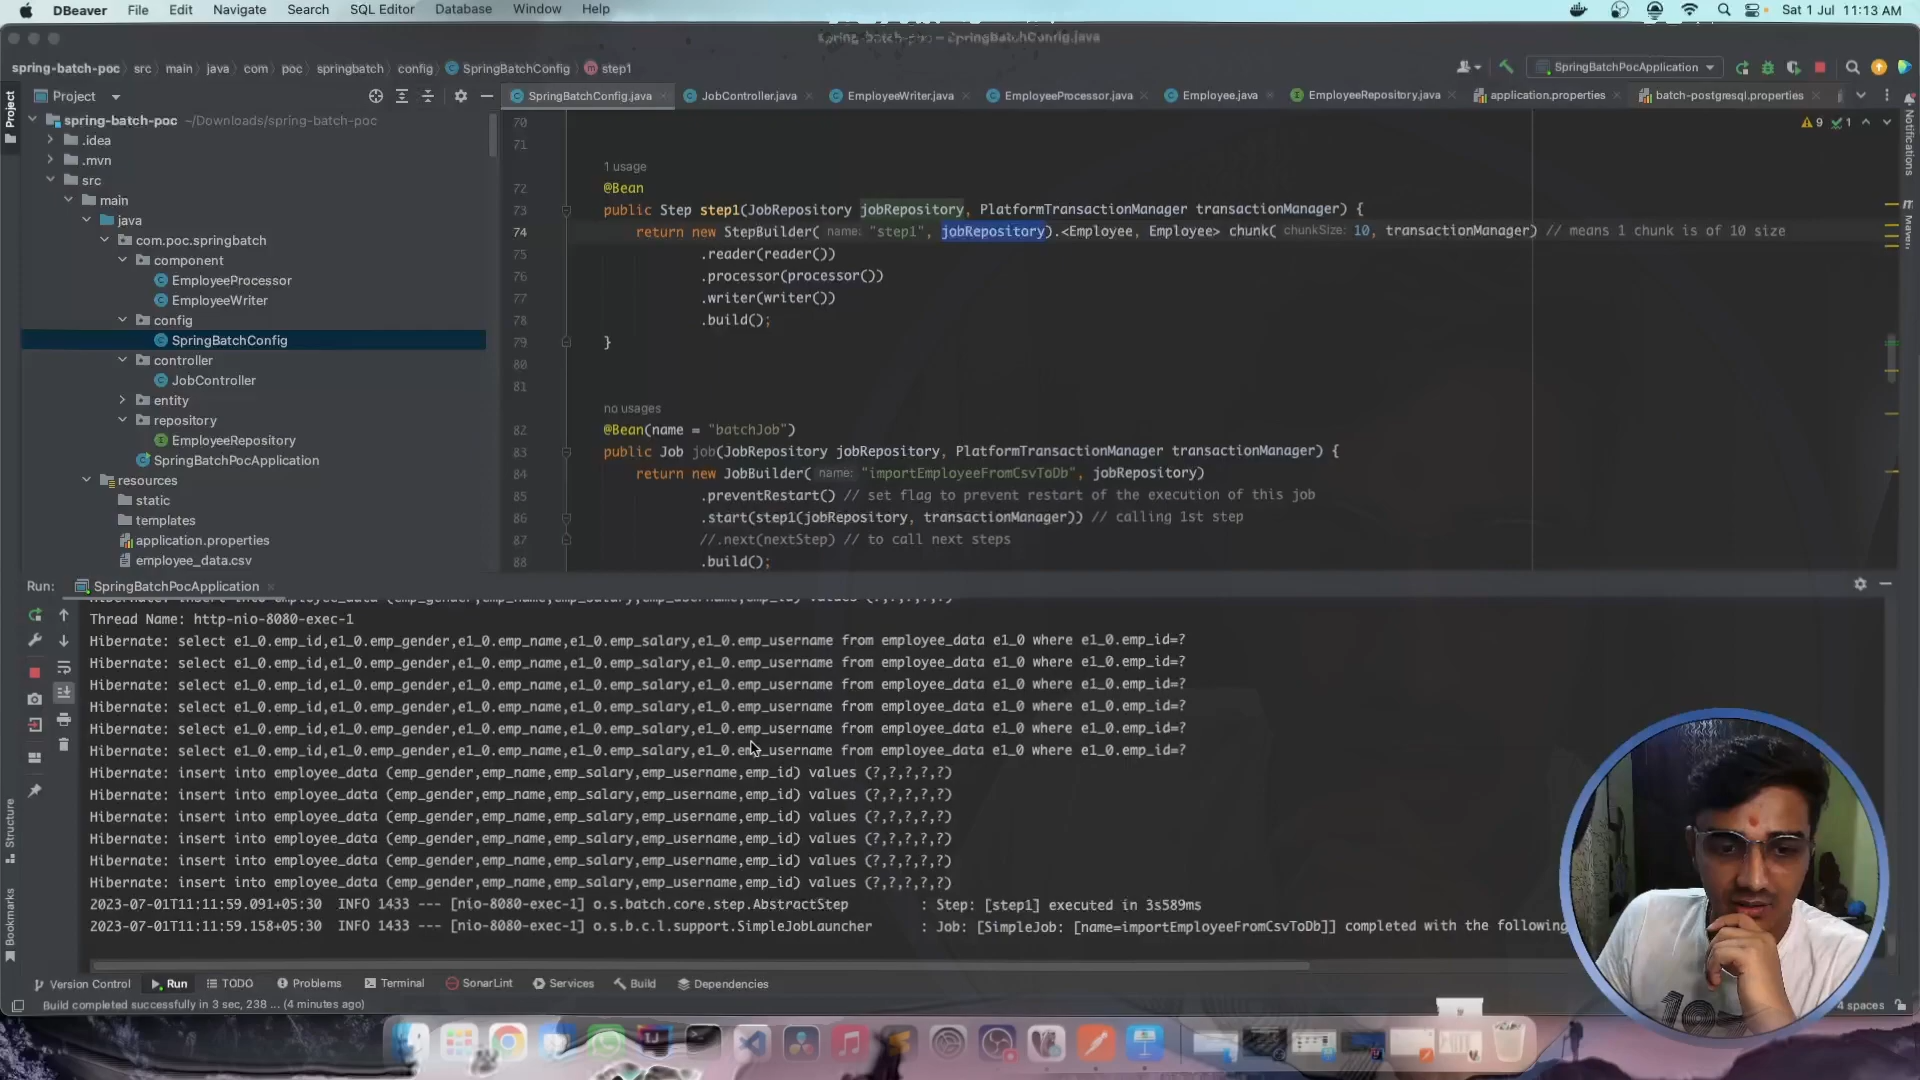 DBeaver File Edit Navigate Search SQL Editor Database Window Help Sat 1 Jul 11:13 AM
spring-batch-poc – SpringBatchConfig.java
spring-batch-poc src main java com poc springbatch config SpringBatchConfig step1 SpringBatchPocApplication
Project SpringBatchConfig.java JobController.java EmployeeWriter.java EmployeeProcessor.java Employee.java EmployeeRepository.java application.properties batch-postgresql.properties
Project
Notifications
Maven
spring-batch-poc ~/Downloads/spring-batch-poc
.idea
.mvn
src
main
java
com.poc.springbatch
component
EmployeeProcessor
EmployeeWriter
config
SpringBatchConfig
controller
JobController
entity
repository
EmployeeRepository
SpringBatchPocApplication
resources
static
templates
application.properties
employee_data.csv
9 1
70
71
1 usage
72 @Bean
73 public Step step1(JobRepository jobRepository, PlatformTransactionManager transactionManager) {
74 return new StepBuilder( name: "step1", jobRepository).<Employee, Employee> chunk( chunkSize: 10, transactionManager) // means 1 chunk is of 10 size
75 .reader(reader())
76 .processor(processor())
77 .writer(writer())
78 .build();
79 }
80
81
no usages
82 @Bean(name = "batchJob")
83 public Job job(JobRepository jobRepository, PlatformTransactionManager transactionManager) {
84 return new JobBuilder( name: "importEmployeeFromCsvToDb", jobRepository)
85 .preventRestart() // set flag to prevent restart of the execution of this job
86 .start(step1(jobRepository, transactionManager)) // calling 1st step
87 //.next(nextStep) // to call next steps
88 .build();
Run: SpringBatchPocApplication
Hibernate: insert into employee_data (emp_gender,emp_name,emp_salary,emp_username,emp_id) values (?,?,?,?,?)
Thread Name: http-nio-8080-exec-1
Hibernate: select e1_0.emp_id,e1_0.emp_gender,e1_0.emp_name,e1_0.emp_salary,e1_0.emp_username from employee_data e1_0 where e1_0.emp_id=?
Hibernate: select e1_0.emp_id,e1_0.emp_gender,e1_0.emp_name,e1_0.emp_salary,e1_0.emp_username from employee_data e1_0 where e1_0.emp_id=?
Hibernate: select e1_0.emp_id,e1_0.emp_gender,e1_0.emp_name,e1_0.emp_salary,e1_0.emp_username from employee_data e1_0 where e1_0.emp_id=?
Hibernate: select e1_0.emp_id,e1_0.emp_gender,e1_0.emp_name,e1_0.emp_salary,e1_0.emp_username from employee_data e1_0 where e1_0.emp_id=?
Hibernate: select e1_0.emp_id,e1_0.emp_gender,e1_0.emp_name,e1_0.emp_salary,e1_0.emp_username from employee_data e1_0 where e1_0.emp_id=?
Hibernate: select e1_0.emp_id,e1_0.emp_gender,e1_0.emp_name,e1_0.emp_salary,e1_0.emp_username from employee_data e1_0 where e1_0.emp_id=?
Hibernate: insert into employee_data (emp_gender,emp_name,emp_salary,emp_username,emp_id) values (?,?,?,?,?)
Hibernate: insert into employee_data (emp_gender,emp_name,emp_salary,emp_username,emp_id) values (?,?,?,?,?)
Hibernate: insert into employee_data (emp_gender,emp_name,emp_salary,emp_username,emp_id) values (?,?,?,?,?)
Hibernate: insert into employee_data (emp_gender,emp_name,emp_salary,emp_username,emp_id) values (?,?,?,?,?)
Hibernate: insert into employee_data (emp_gender,emp_name,emp_salary,emp_username,emp_id) values (?,?,?,?,?)
Hibernate: insert into employee_data (emp_gender,emp_name,emp_salary,emp_username,emp_id) values (?,?,?,?,?)
2023-07-01T11:11:59.091+05:30 INFO 1433 --- [nio-8080-exec-1] o.s.batch.core.step.AbstractStep : Step: [step1] executed in 3s589ms
2023-07-01T11:11:59.158+05:30 INFO 1433 --- [nio-8080-exec-1] o.s.b.c.l.support.SimpleJobLauncher : Job: [SimpleJob: [name=importEmployeeFromCsvToDb]] completed with the following
Structure
Bookmarks
Version Control Run TODO Problems Terminal SonarLint Services Build Dependencies
Build completed successfully in 3 sec, 238 ... (4 minutes ago) 4 spaces